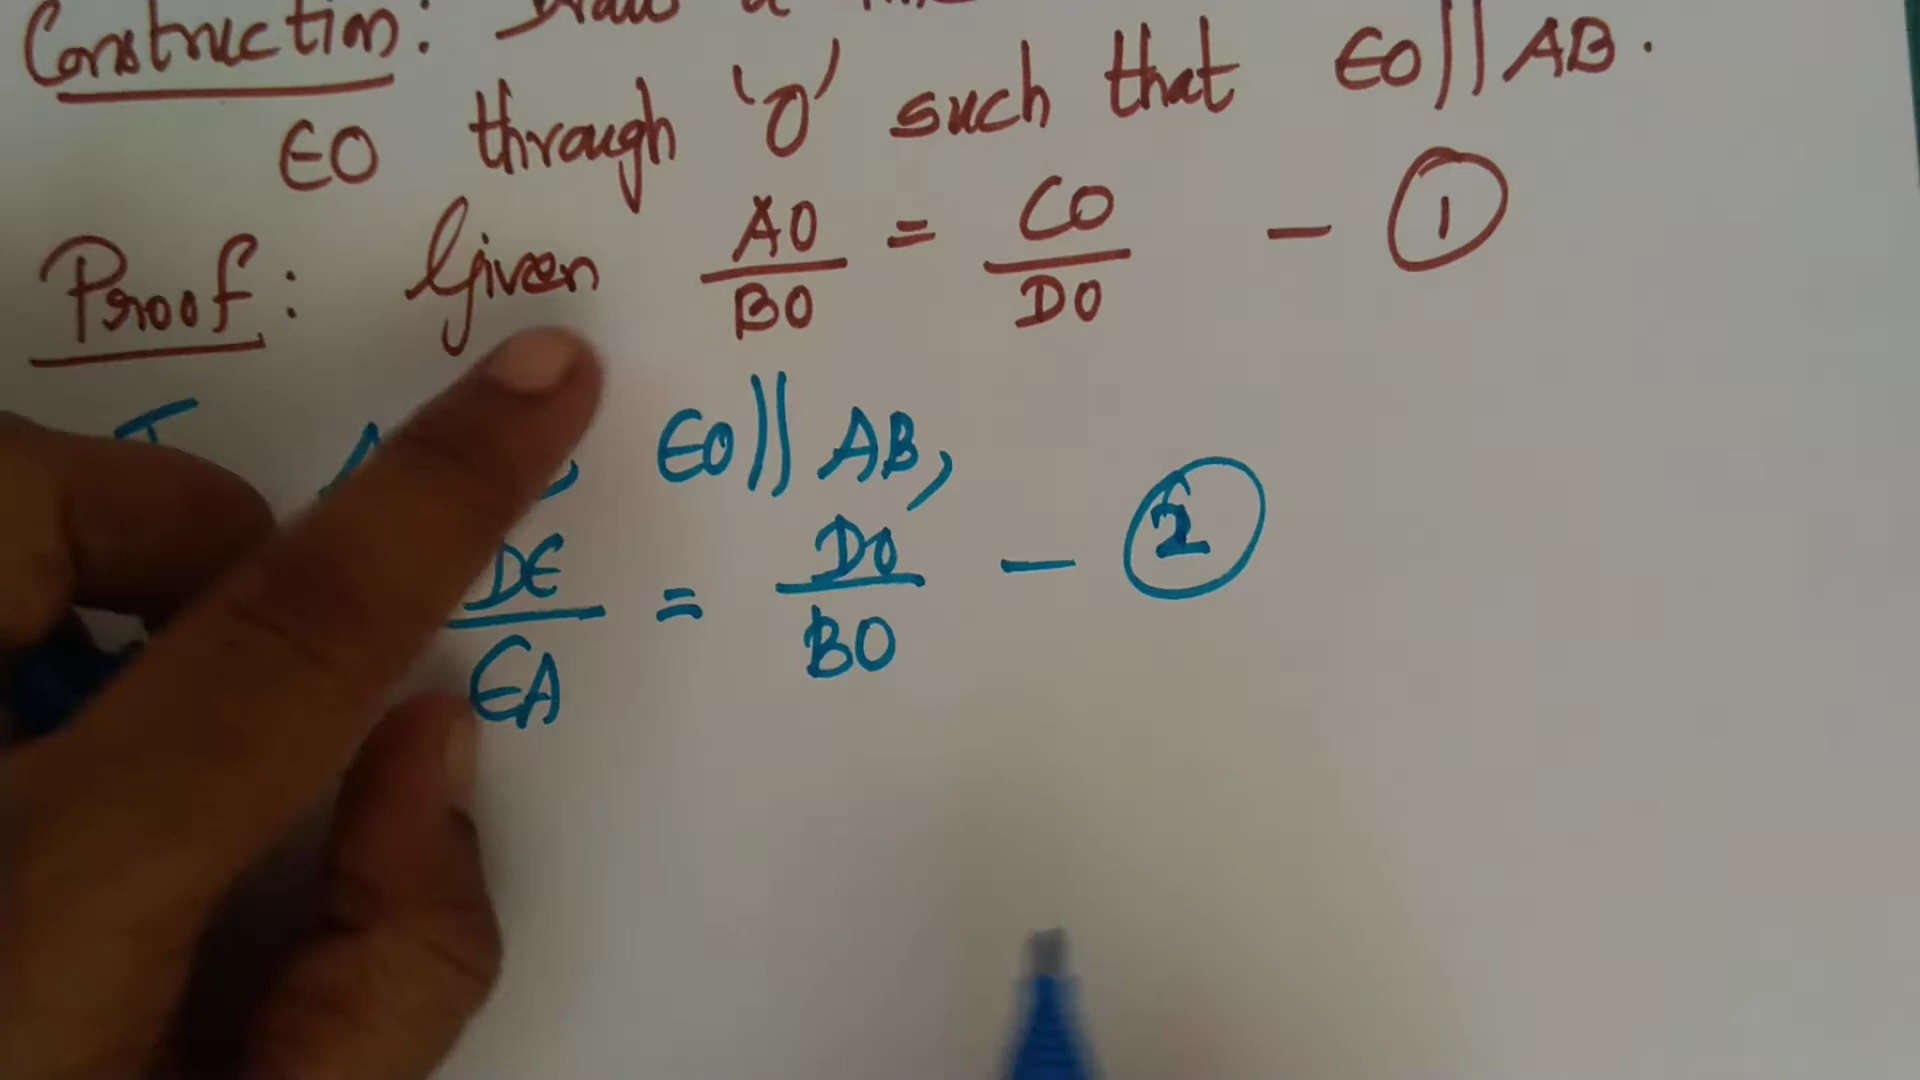 Construction: Draw a
EO through 'O' such that EO || AB.
Proof: Given AO/BO = CO/DO - ①
EO || AB,
DE/EA = DO/BO - ②